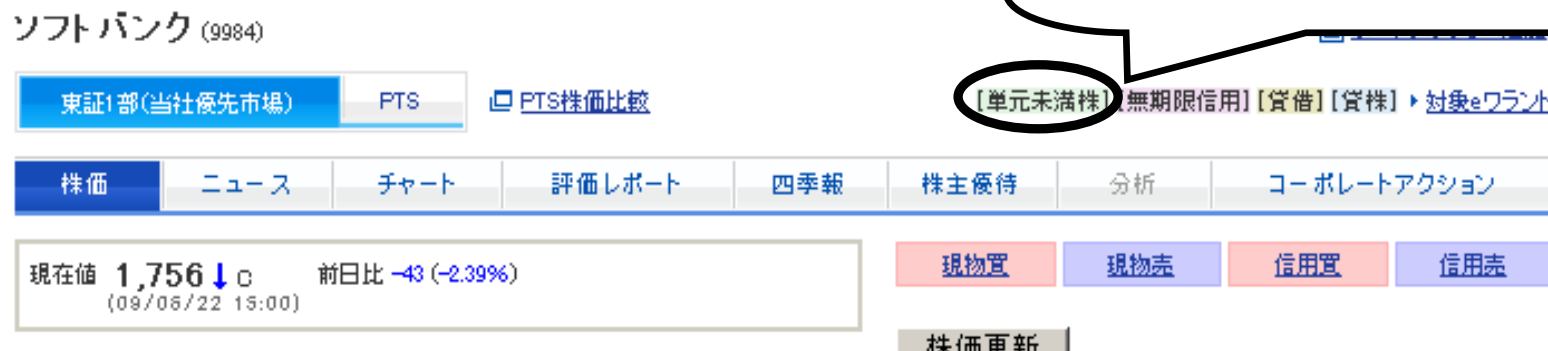 ソフトバンク (9984)
東証1部(当社優先市場) PTS PTS株価比較 [単元未満株] [無期限信用] [貸借] [貸株] 対象eワラント
株価 ニュース チャート 評価レポート 四季報 株主優待 分析 コーポレートアクション
現在値 1,756↓C 前日比 -43 (-2.39%) 現物買 現物売 信用買 信用売
株価更新